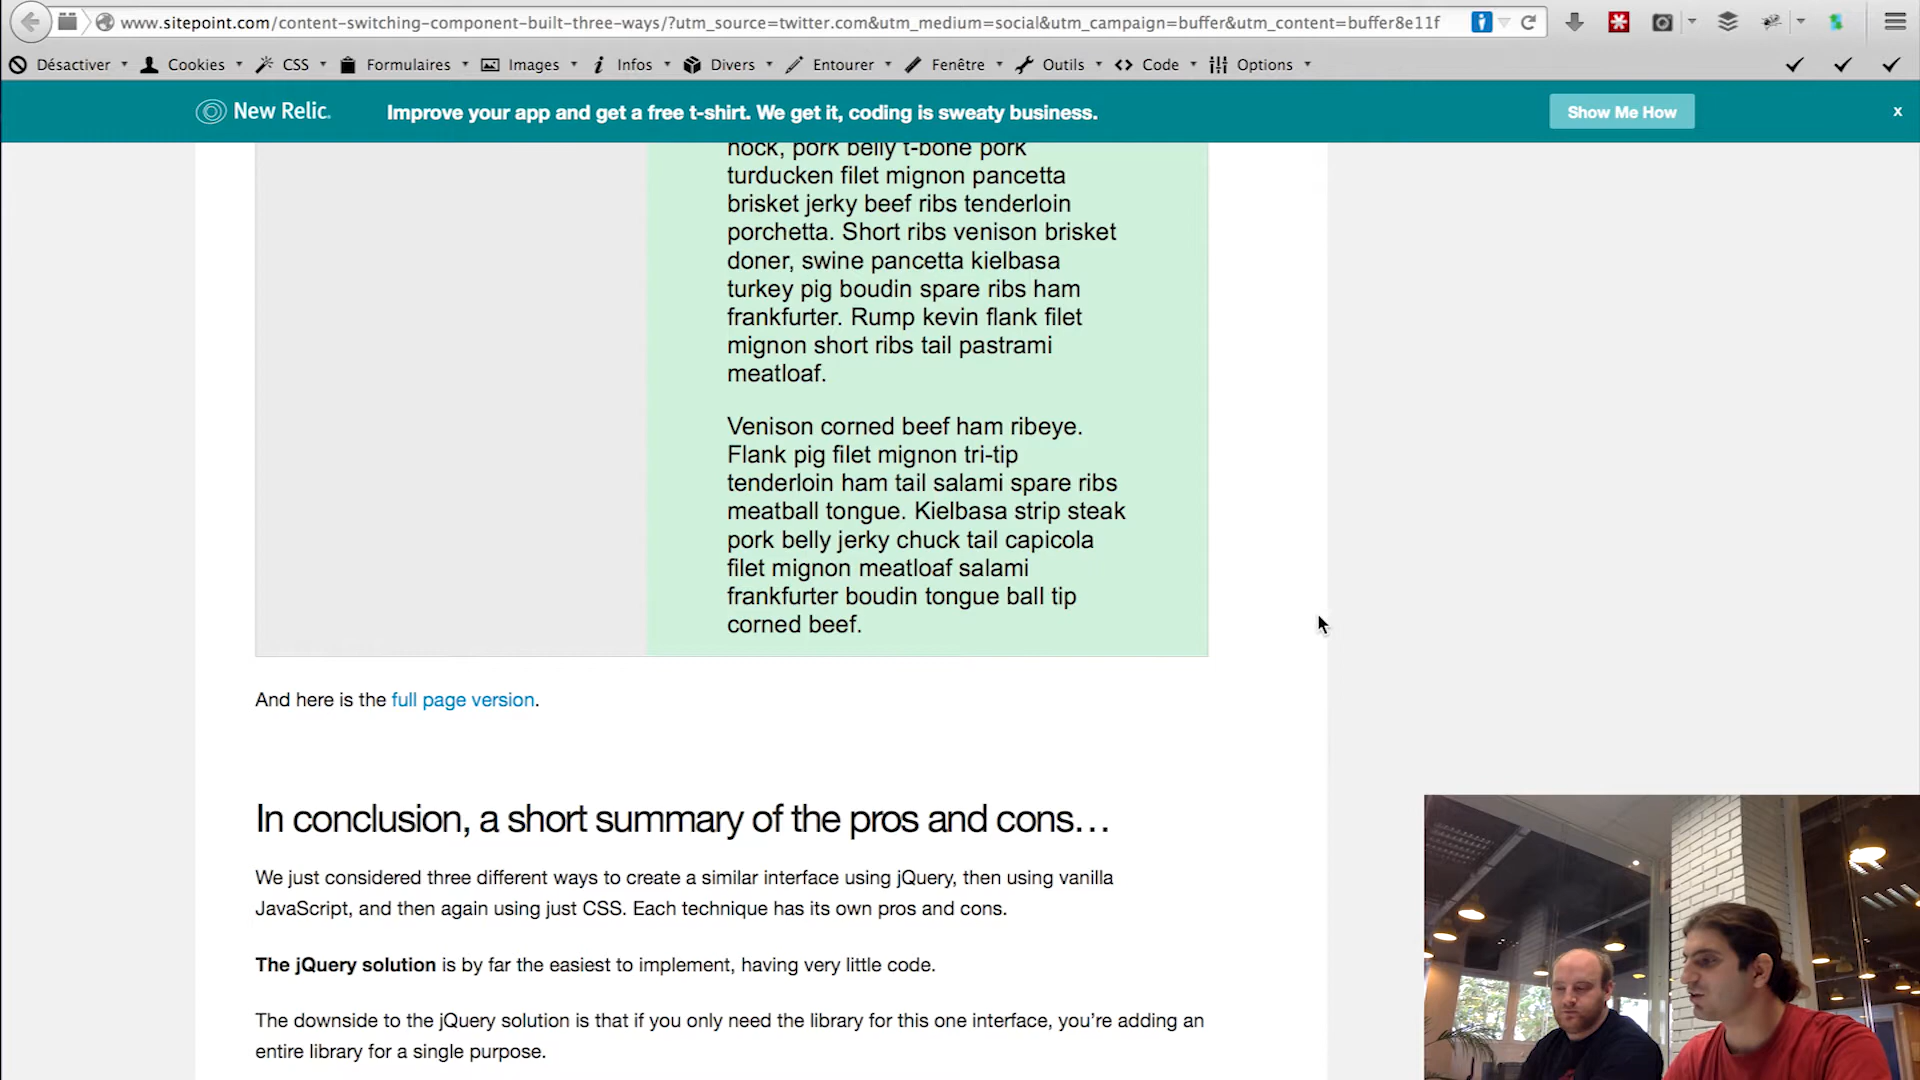 www.sitepoint.com/content-switching-component-built-three-ways/?utm_source=twitter.com&utm_medium=social&utm_campaign=buffer&utm_content=buffer8e11f
Désactiver Cookies CSS Formulaires Images Infos Divers Entourer Fenêtre Outils Code Options
New Relic. Improve your app and get a free t-shirt. We get it, coding is sweaty business. Show Me How x
hock, pork belly t-bone pork
turducken filet mignon pancetta
brisket jerky beef ribs tenderloin
porchetta. Short ribs venison brisket
doner, swine pancetta kielbasa
turkey pig boudin spare ribs ham
frankfurter. Rump kevin flank filet
mignon short ribs tail pastrami
meatloaf.
Venison corned beef ham ribeye.
Flank pig filet mignon tri-tip
tenderloin ham tail salami spare ribs
meatball tongue. Kielbasa strip steak
pork belly jerky chuck tail capicola
filet mignon meatloaf salami
frankfurter boudin tongue ball tip
corned beef.
And here is the full page version.
In conclusion, a short summary of the pros and cons…
We just considered three different ways to create a similar interface using jQuery, then using vanilla
JavaScript, and then again using just CSS. Each technique has its own pros and cons.
The jQuery solution is by far the easiest to implement, having very little code.
The downside to the jQuery solution is that if you only need the library for this one interface, you’re adding an
entire library for a single purpose.